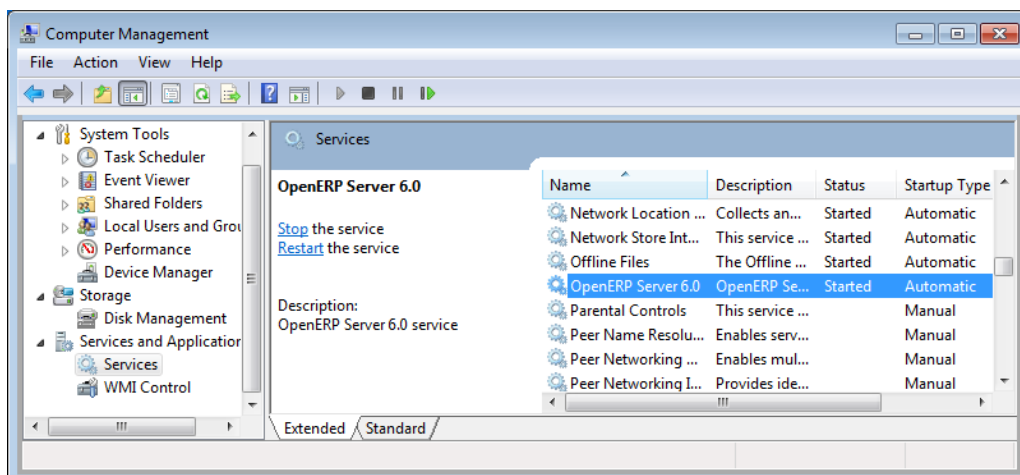 Computer Management
File Action View Help
System Tools
Task Scheduler
Event Viewer
Shared Folders
Local Users and Grou
Performance
Device Manager
Storage
Disk Management
Services and Application
Services
WMI Control
Services
OpenERP Server 6.0
Stop the service
Restart the service
Description:
OpenERP Server 6.0 service
Name Description Status Startup Type
Network Location ... Collects an... Started Automatic
Network Store Int... This service ... Started Automatic
Offline Files The Offline ... Started Automatic
OpenERP Server 6.0 OpenERP Se... Started Automatic
Parental Controls This service ... Manual
Peer Name Resolu... Enables serv... Manual
Peer Networking ... Enables mul... Manual
Peer Networking I... Provides ide... Manual
Extended Standard